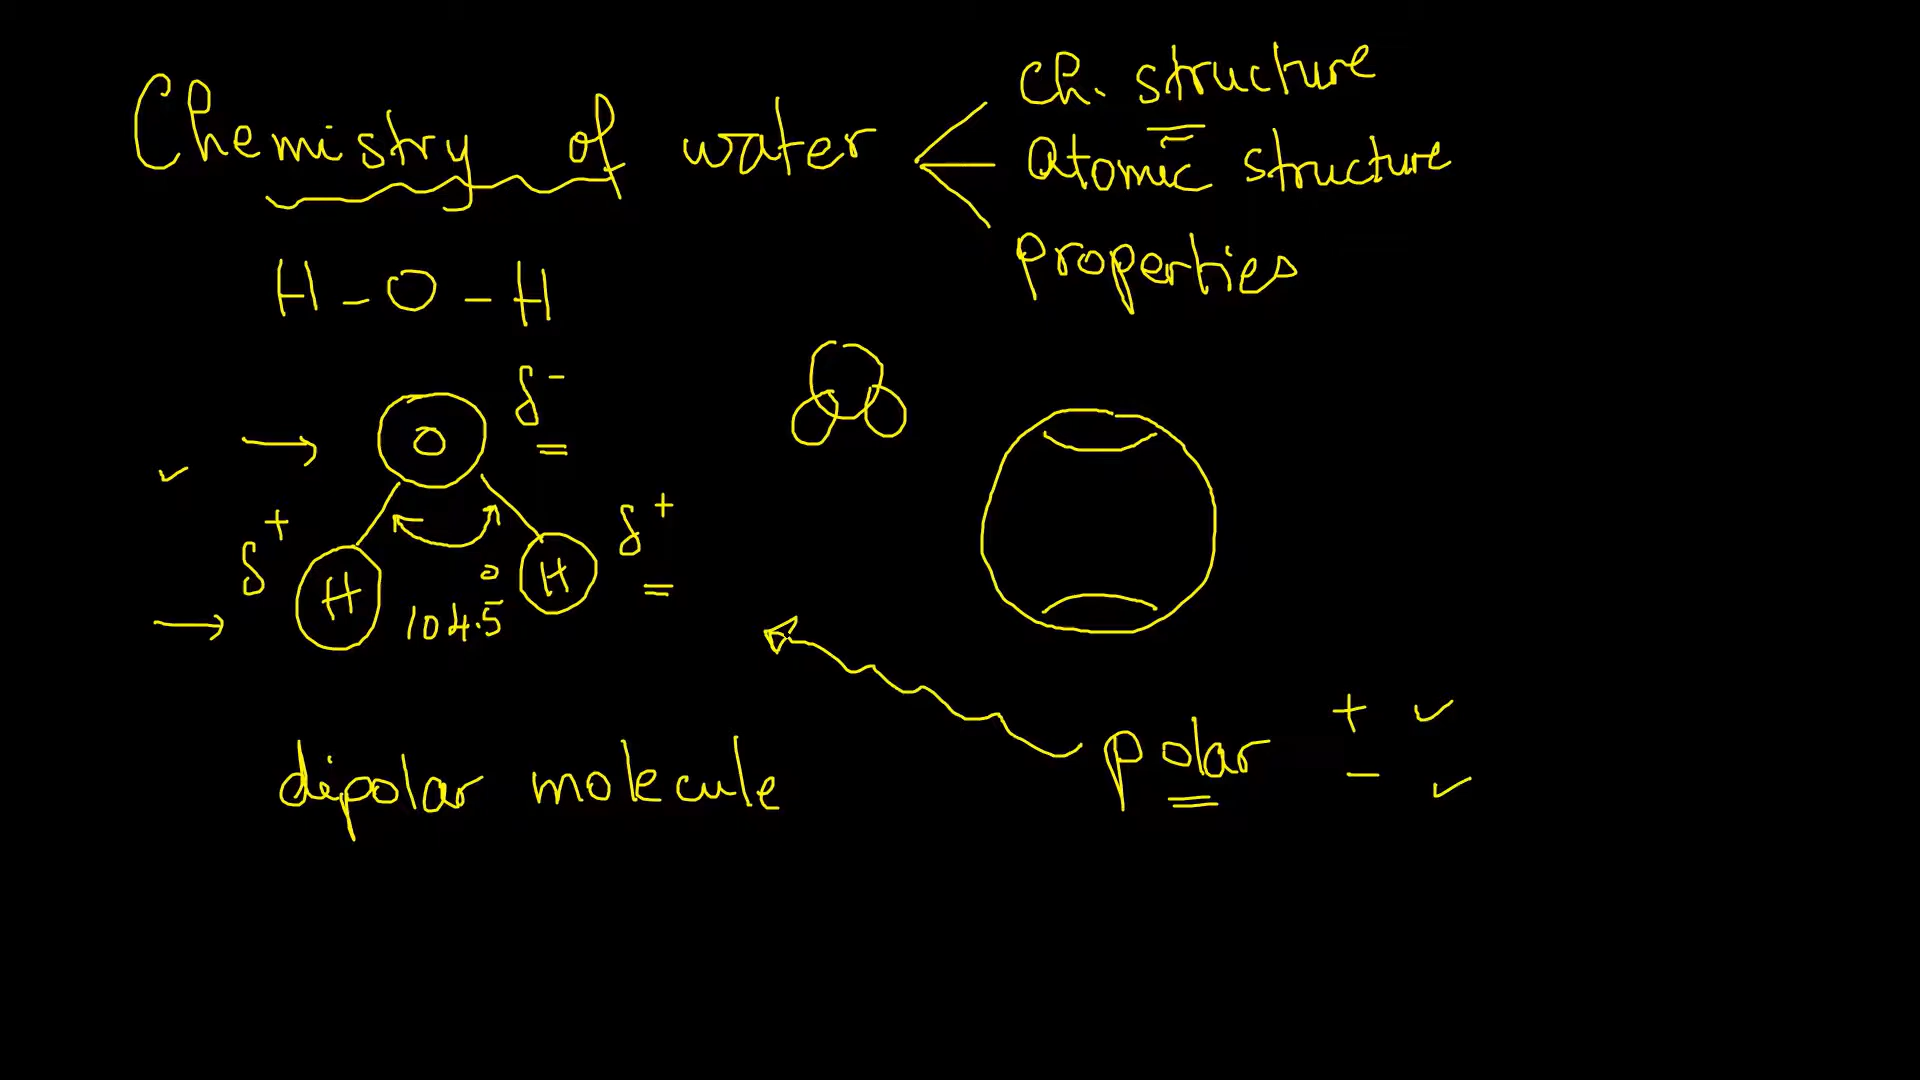 Chemistry of water
Ch. structure
Atomic structure
properties
H - O - H
δ-
O
δ+
δ+
H
H
104.5°
dipolar molecule
polar + ✓
- ✓